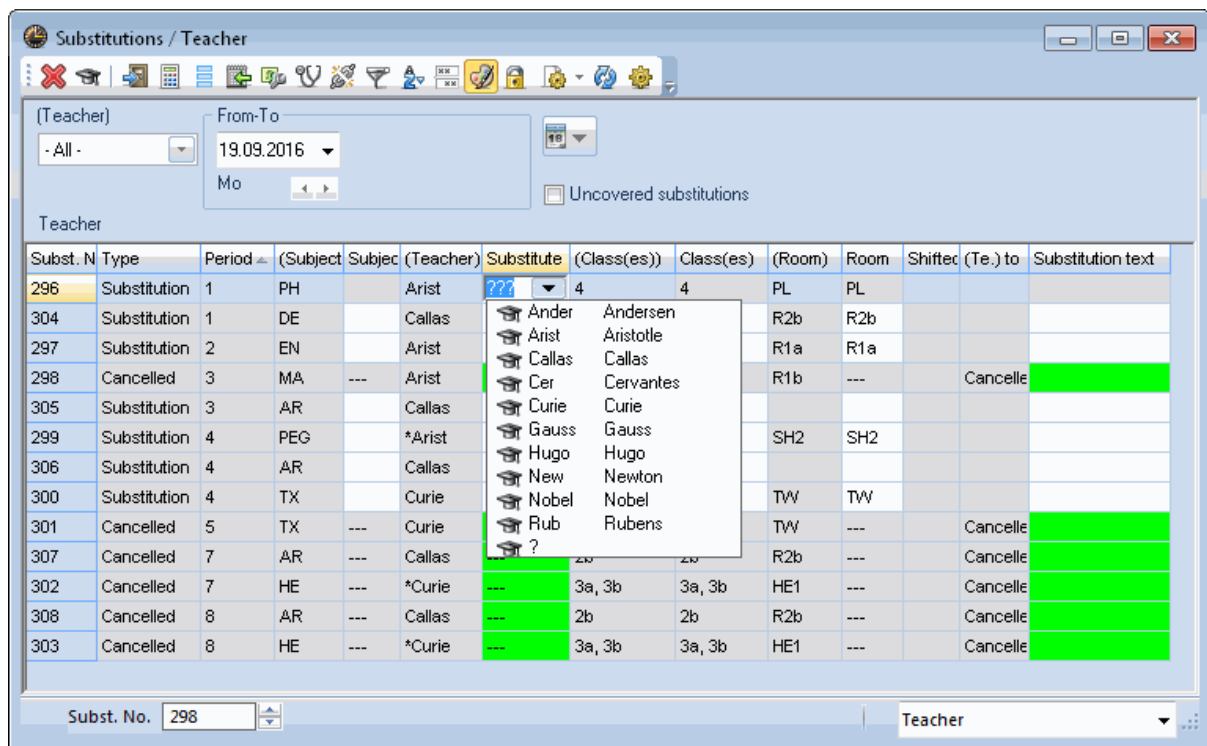 Substitutions / Teacher
(Teacher) From-To
- All - 19.09.2016
Mo
Uncovered substitutions
Teacher
Subst. N Type Period (Subject Subjec (Teacher) Substitute (Class(es)) Class(es) (Room) Room Shifted (Te.) to Substitution text
296 Substitution 1 PH Arist ??? 4 4 PL PL
304 Substitution 1 DE Callas R2b R2b
297 Substitution 2 EN Arist R1a R1a
298 Cancelled 3 MA --- Arist R1b --- Cancelle
305 Substitution 3 AR Callas
299 Substitution 4 PEG *Arist SH2 SH2
306 Substitution 4 AR Callas
300 Substitution 4 TX Curie TW TW
301 Cancelled 5 TX --- Curie TW --- Cancelle
307 Cancelled 7 AR --- Callas --- 2b 2b R2b --- Cancelle
302 Cancelled 7 HE --- *Curie --- 3a, 3b 3a, 3b HE1 --- Cancelle
308 Cancelled 8 AR --- Callas --- 2b 2b R2b --- Cancelle
303 Cancelled 8 HE --- *Curie --- 3a, 3b 3a, 3b HE1 --- Cancelle
Ander Andersen
Arist Aristotle
Callas Callas
Cer Cervantes
Curie Curie
Gauss Gauss
Hugo Hugo
New Newton
Nobel Nobel
Rub Rubens
?
Subst. No. 298 Teacher